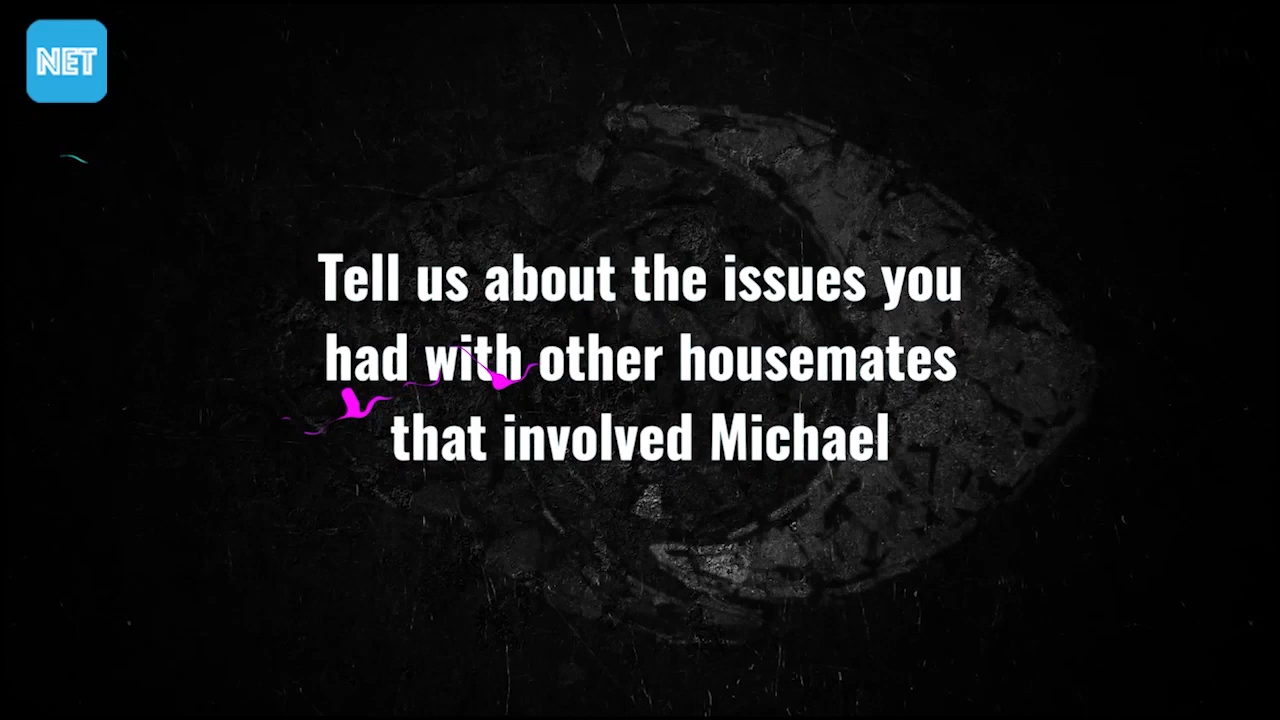 NET
Tell us about the issues you
had with other housemates
that involved Michael